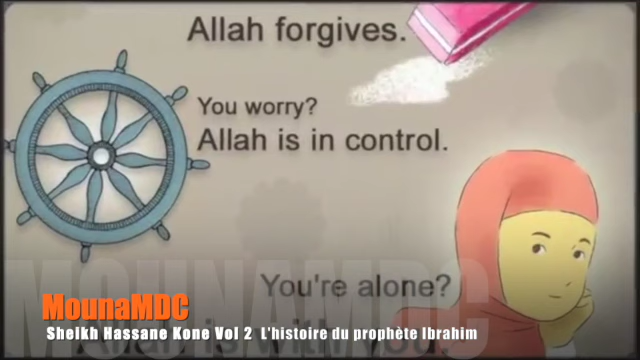 Allah forgives.
You worry?
Allah is in control.
You're alone?
MOUNAMDC
MounaMDC
Sheikh Hassane Kone Vol 2 L'histoire du prophète Ibrahim